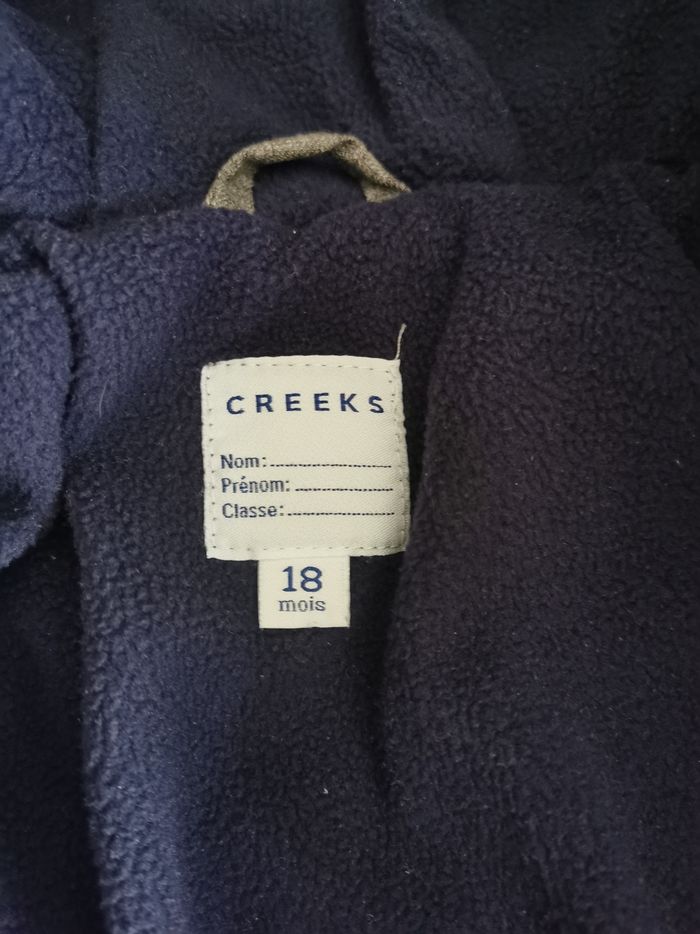 CREEKS
Nom:
Prénom:
Classe:
18
mois